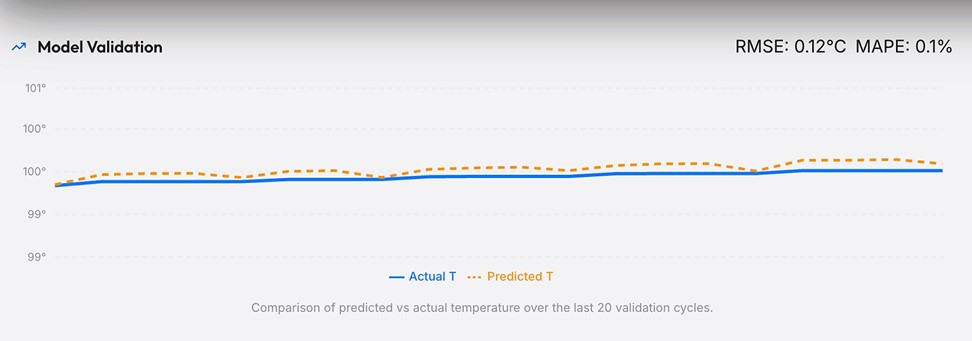 Model Validation
RMSE: 0.12°C MAPE: 0.1%
101°
100°
100°
99°
99°
Actual T
Predicted T
Comparison of predicted vs actual temperature over the last 20 validation cycles.